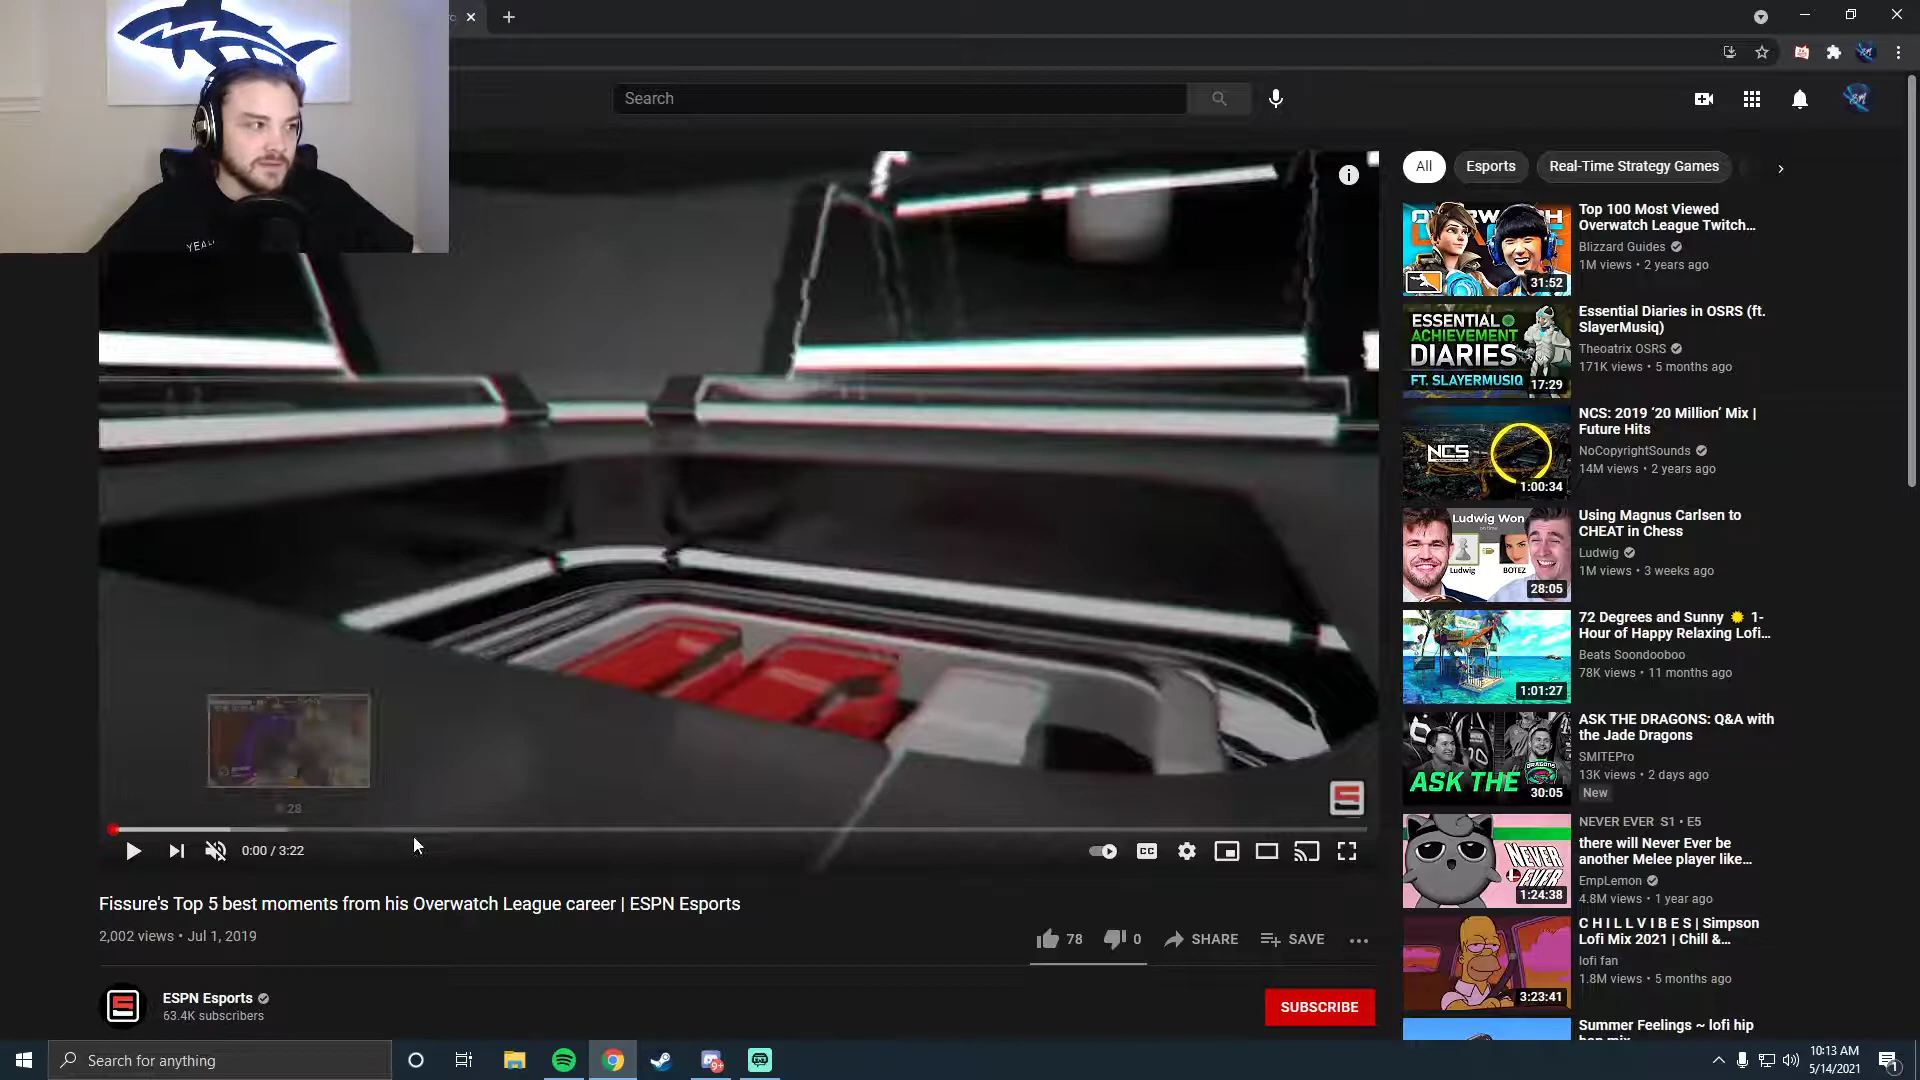 YEAH
Search
All
Esports
Real-Time Strategy Games
Top 100 Most Viewed
Overwatch League Twitch...
Blizzard Guides
1M views • 2 years ago
31:52
ESSENTIAL
ACHIEVEMENT
DIARIES
FT. SLAYERMUSIQ
17:29
Essential Diaries in OSRS (ft.
SlayerMusiq)
Theoatrix OSRS
171K views • 5 months ago
NCS
1:00:34
NCS: 2019 ‘20 Million’ Mix |
Future Hits
NoCopyrightSounds
14M views • 2 years ago
Ludwig Won
on time
Ludwig
BOTEZ
28:05
Using Magnus Carlsen to
CHEAT in Chess
Ludwig
1M views • 3 weeks ago
1:01:27
72 Degrees and Sunny ☀ 1-
Hour of Happy Relaxing Lofi...
Beats Soondooboo
78K views • 11 months ago
ASK THE
30:05
ASK THE DRAGONS: Q&A with
the Jade Dragons
SMITEPro
13K views • 2 days ago
New
NEVER
EVER
1:24:38
NEVER EVER S1 • E5
there will Never Ever be
another Melee player like...
EmpLemon
4.8M views • 1 year ago
3:23:41
C H I L L V I B E S | Simpson
Lofi Mix 2021 | Chill &...
lofi fan
1.8M views • 5 months ago
Summer Feelings ~ lofi hip
28
0:00 / 3:22
CC
Fissure's Top 5 best moments from his Overwatch League career | ESPN Esports
2,002 views • Jul 1, 2019
78
0
SHARE
SAVE
ESPN Esports
63.4K subscribers
SUBSCRIBE
Search for anything
9+
10:13 AM
5/14/2021
1